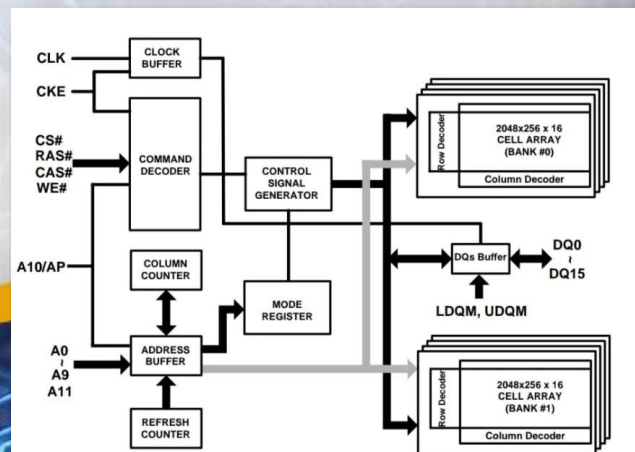 CLK
CKE
CLOCK
BUFFER
CS#
RAS#
CAS#
WE#
COMMAND
DECODER
CONTROL
SIGNAL
GENERATOR
Row Decoder
2048x256 x 16
CELL ARRAY
(BANK #0)
Column Decoder
A10/AP
COLUMN
COUNTER
DQs Buffer
DQ0
~
DQ15
LDQM, UDQM
MODE
REGISTER
A0
~
A9
A11
ADDRESS
BUFFER
REFRESH
COUNTER
Row Decoder
2048x256 x 16
CELL ARRAY
(BANK #1)
Column Decoder